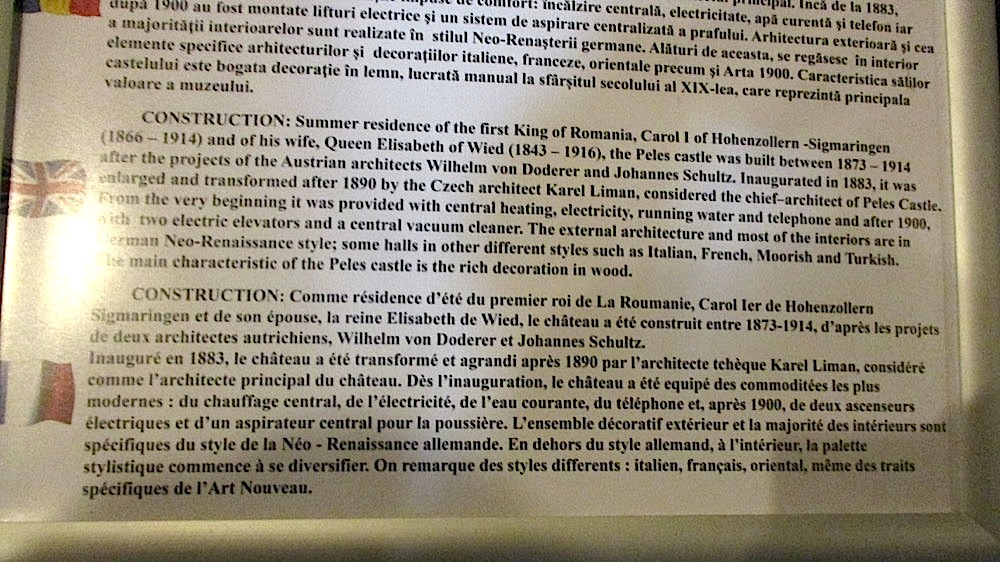 principal. Încă de la 1883,
confort: încălzire centrală, electricitate, apă curentă şi telefon iar
după 1900 au fost montate lifturi electrice şi un sistem de aspirare centralizată a prafului. Arhitectura exterioară şi cea
a majorităţii interioarelor sunt realizate în stilul Neo-Renaşterii germane. Alături de aceasta, se regăsesc în interior
elemente specifice arhitecturilor şi decoraţiilor italiene, franceze, orientale precum şi Arta 1900. Caracteristica sălilor
castelului este bogata decoraţie în lemn, lucrată manual la sfârşitul secolului al XIX-lea, care reprezintă principala
valoare a muzeului.
CONSTRUCTION: Summer residence of the first King of Romania, Carol I of Hohenzollern -Sigmaringen
(1866 – 1914) and of his wife, Queen Elisabeth of Wied (1843 – 1916), the Peles castle was built between 1873 – 1914
after the projects of the Austrian architects Wilhelm von Doderer and Johannes Schultz. Inaugurated in 1883, it was
enlarged and transformed after 1890 by the Czech architect Karel Liman, considered the chief–architect of Peles Castle.
From the very beginning it was provided with central heating, electricity, running water and telephone and after 1900,
with two electric elevators and a central vacuum cleaner. The external architecture and most of the interiors are in
German Neo-Renaissance style; some halls in other different styles such as Italian, French, Moorish and Turkish.
The main characteristic of the Peles castle is the rich decoration in wood.
CONSTRUCTION: Comme résidence d'été du premier roi de La Roumanie, Carol Ier de Hohenzollern
Sigmaringen et de son épouse, la reine Elisabeth de Wied, le château a été construit entre 1873-1914, d'après les projets
de deux architectes autrichiens, Wilhelm von Doderer et Johannes Schultz.
Inauguré en 1883, le château a été transformé et agrandi après 1890 par l'architecte tchèque Karel Liman, considéré
comme l'architecte principal du château. Dès l'inauguration, le château a été equipé des commoditées les plus
modernes : du chauffage central, de l'électricité, de l'eau courante, du téléphone et, après 1900, de deux ascenseurs
électriques et d'un aspirateur central pour la poussière. L'ensemble décoratif extérieur et la majorité des intérieurs sont
spécifiques du style de la Néo - Renaissance allemande. En dehors du style allemand, à l'intérieur, la palette
stylistique commence à se diversifier. On remarque des styles differents : italien, français, oriental, même des traits
spécifiques de l'Art Nouveau.